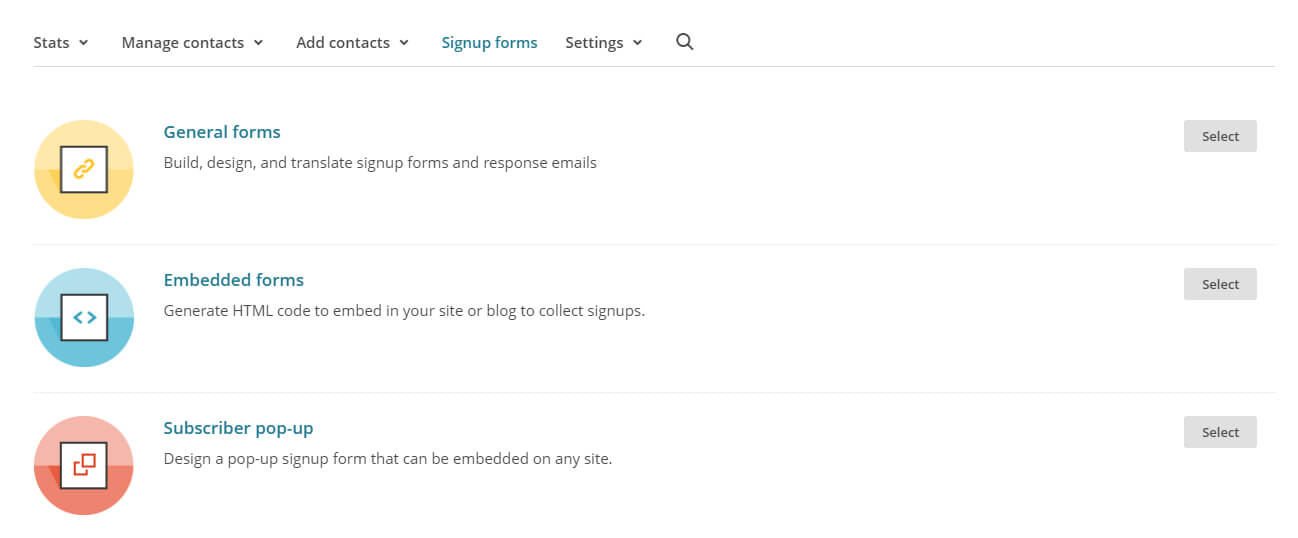 Stats Manage contacts Add contacts Signup forms Settings
General forms
Select
Build, design, and translate signup forms and response emails
Embedded forms
Select
Generate HTML code to embed in your site or blog to collect signups.
Subscriber pop-up
Select
Design a pop-up signup form that can be embedded on any site.